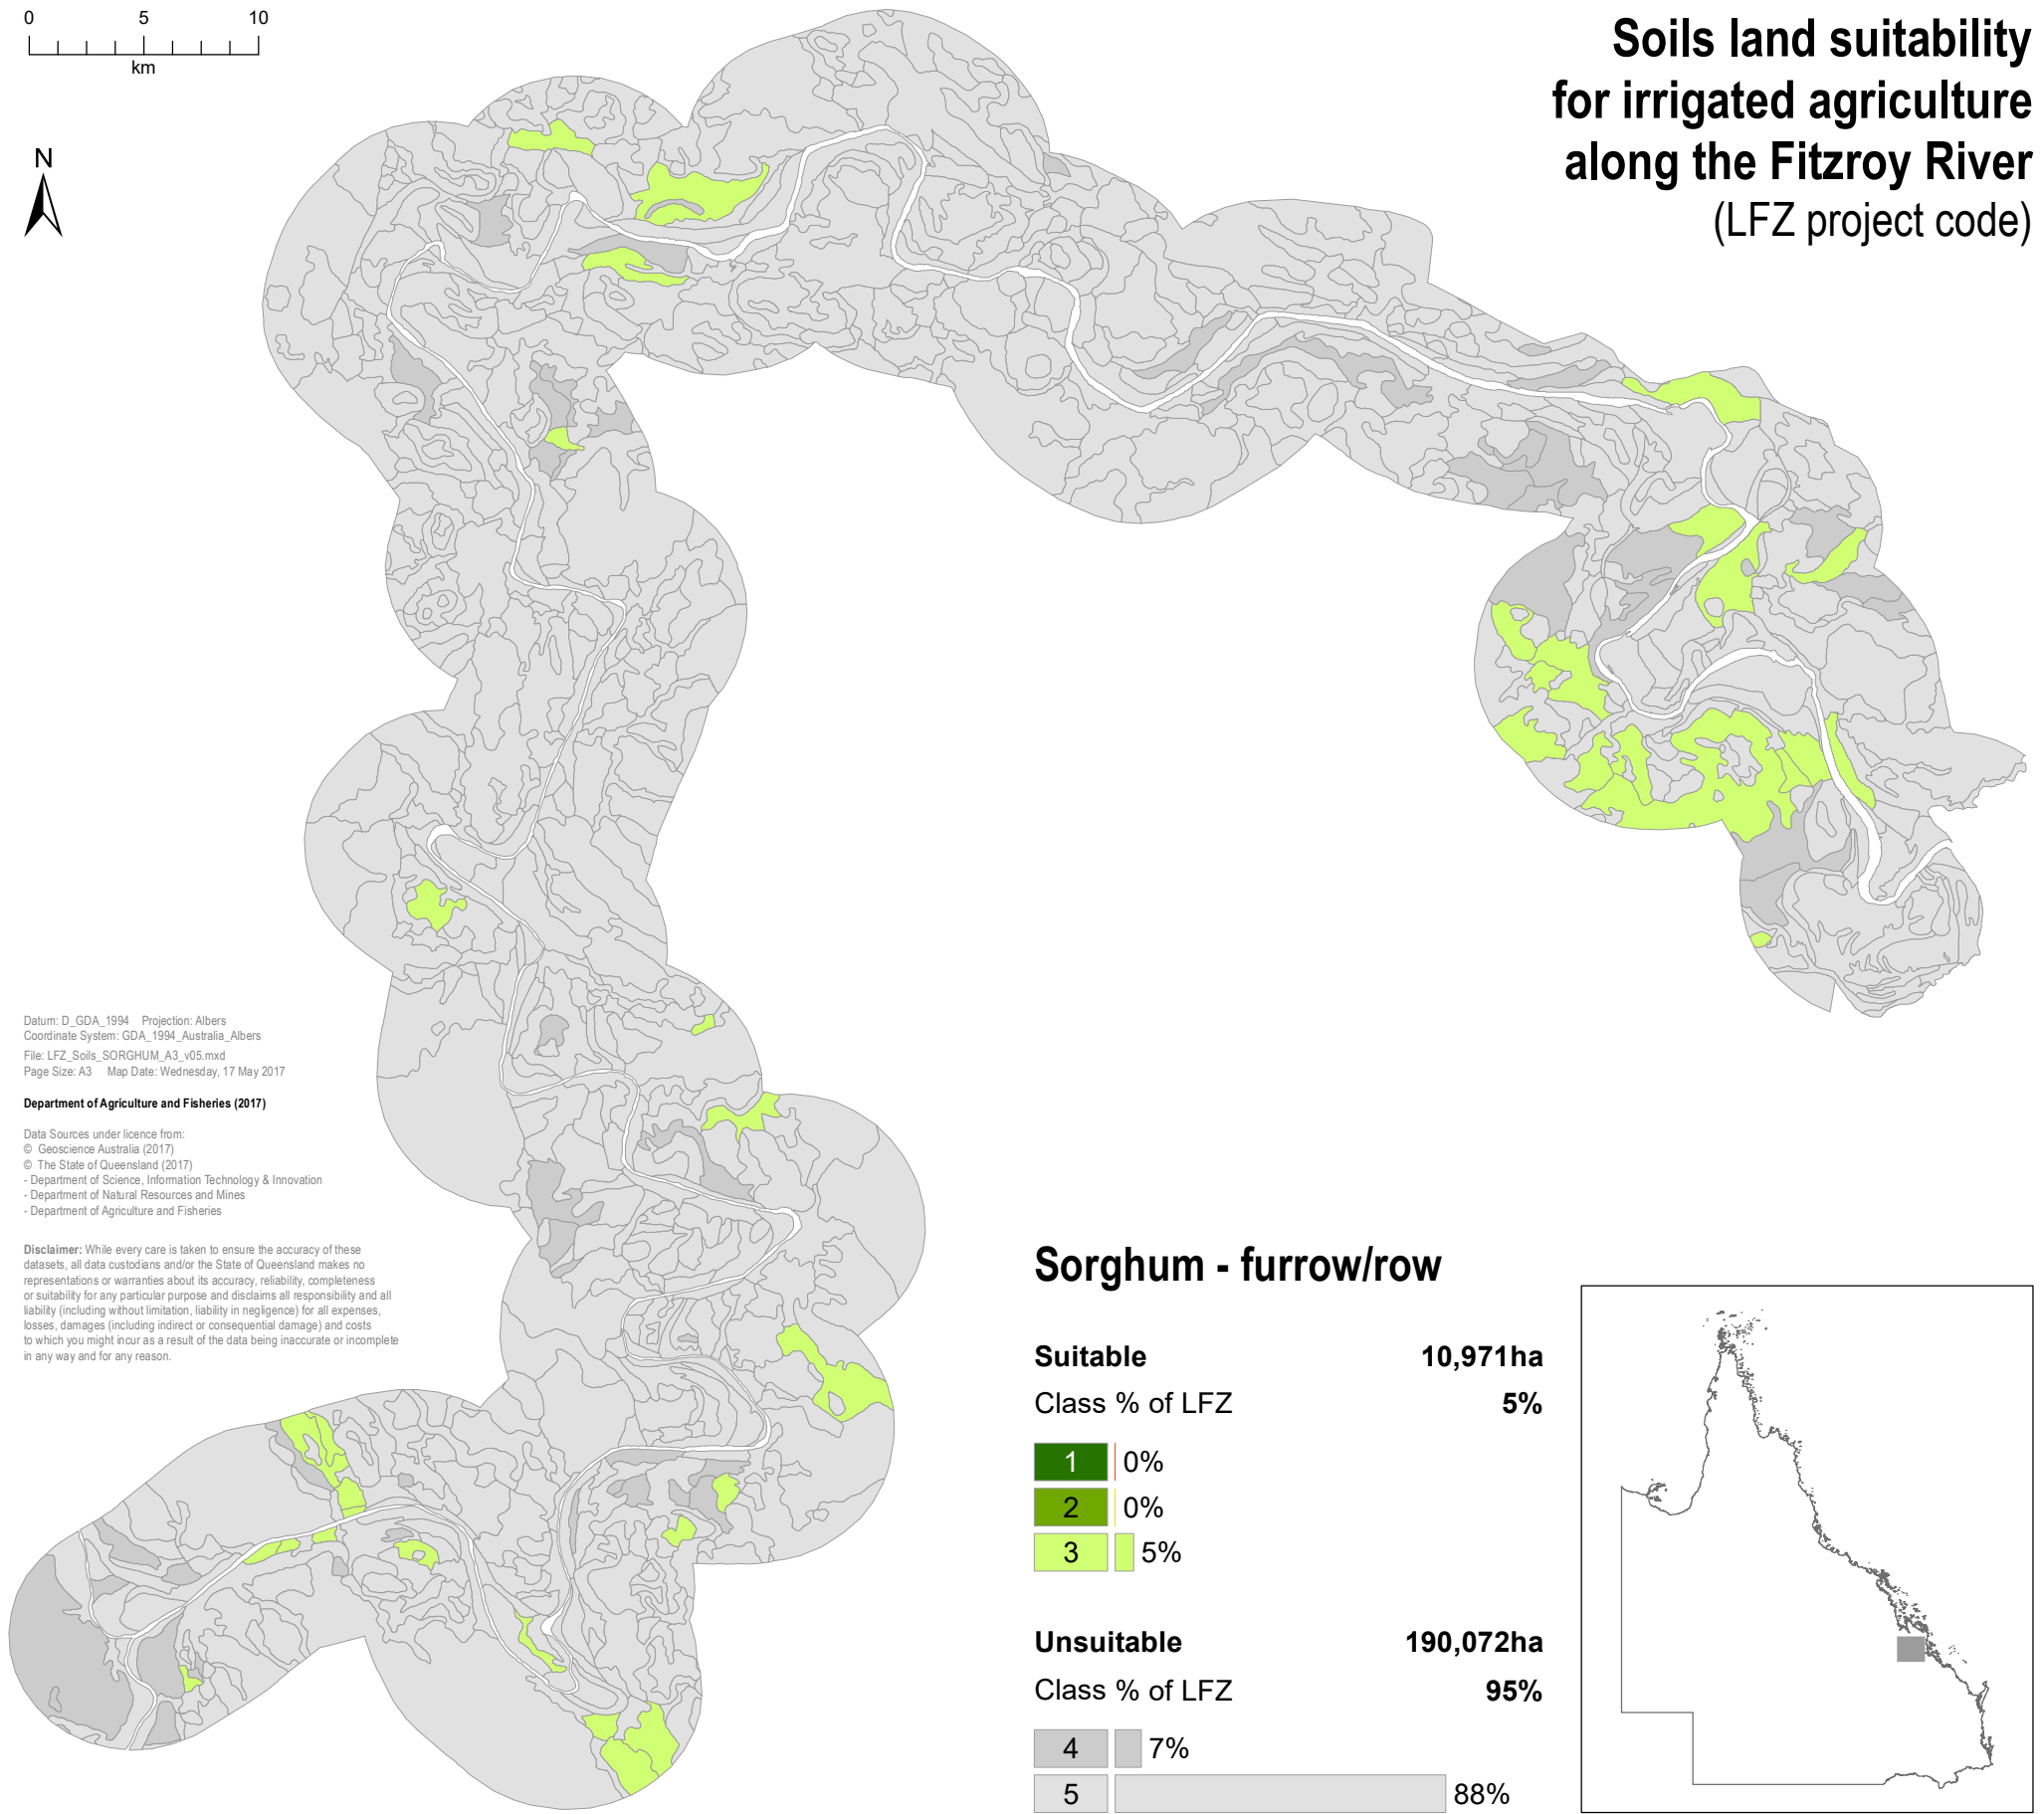 0 5 10
km
N
Soils land suitability
for irrigated agriculture
along the Fitzroy River
(LFZ project code)
Datum: D_GDA_1994 Projection: Albers
Coordinate System: GDA_1994_Australia_Albers
File: LFZ_Soils_SORGHUM_A3_v05.mxd
Page Size: A3 Map Date: Wednesday, 17 May 2017
Department of Agriculture and Fisheries (2017)
Data Sources under licence from:
© Geoscience Australia (2017)
© The State of Queensland (2017)
- Department of Science, Information Technology & Innovation
- Department of Natural Resources and Mines
- Department of Agriculture and Fisheries
Disclaimer: While every care is taken to ensure the accuracy of these
datasets, all data custodians and/or the State of Queensland makes no
representations or warranties about its accuracy, reliability, completeness
or suitability for any particular purpose and disclaims all responsibility and all
liability (including without limitation, liability in negligence) for all expenses,
losses, damages (including indirect or consequential damage) and costs
to which you might incur as a result of the data being inaccurate or incomplete
in any way and for any reason.
Sorghum - furrow/row
Suitable 10,971ha
Class % of LFZ 5%
1 0%
2 0%
3 5%
Unsuitable 190,072ha
Class % of LFZ 95%
4 7%
5 88%